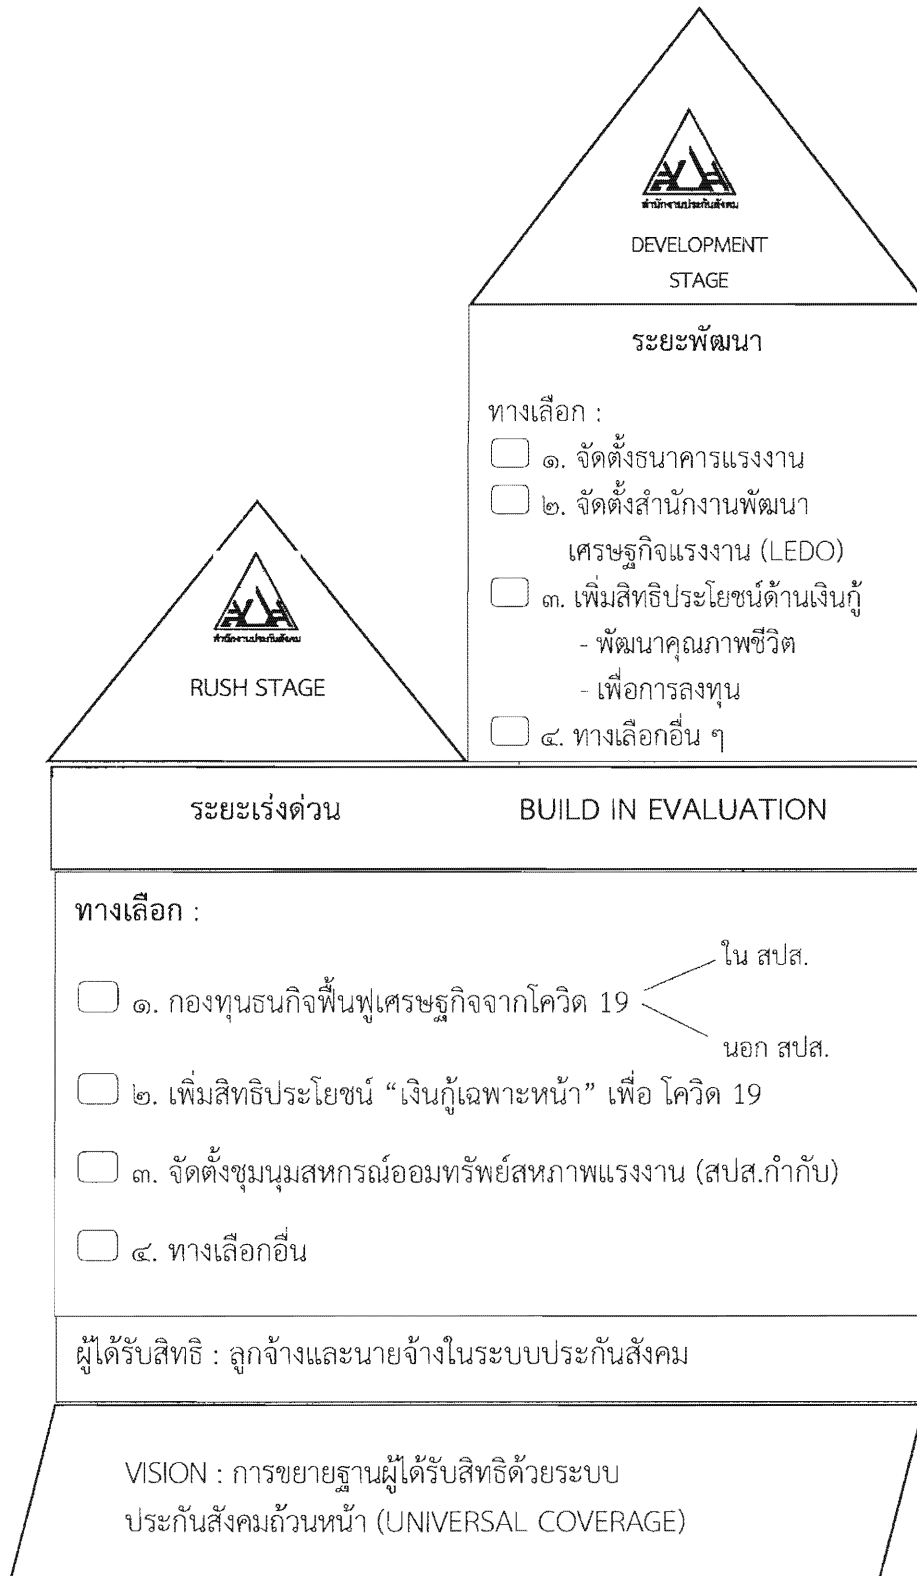 สำนักงานประกันสังคม
DEVELOPMENT
STAGE
ระยะพัฒนา
ทางเลือก :
๑. จัดตั้งธนาคารแรงงาน
๒. จัดตั้งสำนักงานพัฒนา
เศรษฐกิจแรงงาน (LEDO)
๓. เพิ่มสิทธิประโยชน์ด้านเงินกู้
- พัฒนาคุณภาพชีวิต
- เพื่อการลงทุน
๔. ทางเลือกอื่น ๆ
สำนักงานประกันสังคม
RUSH STAGE
ระยะเร่งด่วน BUILD IN EVALUATION
ทางเลือก :
ใน สปส.
๑. กองทุนธนกิจฟื้นฟูเศรษฐกิจจากโควิด 19
นอก สปส.
๒. เพิ่มสิทธิประโยชน์ “เงินกู้เฉพาะหน้า” เพื่อ โควิด 19
๓. จัดตั้งชุมนุมสหกรณ์ออมทรัพย์สหภาพแรงงาน (สปส.กำกับ)
๔. ทางเลือกอื่น
ผู้ได้รับสิทธิ : ลูกจ้างและนายจ้างในระบบประกันสังคม
VISION : การขยายฐานผู้ได้รับสิทธิด้วยระบบ
ประกันสังคมถ้วนหน้า (UNIVERSAL COVERAGE)